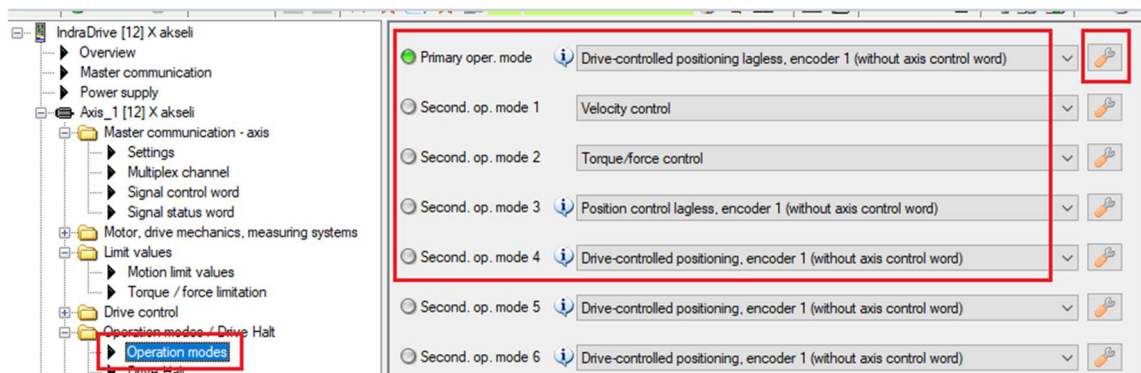 IndraDrive [12] X akseli
Overview
Master communication
Power supply
Axis_1 [12] X akseli
Master communication - axis
Settings
Multiplex channel
Signal control word
Signal status word
Motor, drive mechanics, measuring systems
Limit values
Motion limit values
Torque / force limitation
Drive control
Operation modes / Drive Halt
Operation modes
Drive Halt
Primary oper. mode Drive-controlled positioning lagless, encoder 1 (without axis control word)
Second. op. mode 1 Velocity control
Second. op. mode 2 Torque/force control
Second. op. mode 3 Position control lagless, encoder 1 (without axis control word)
Second. op. mode 4 Drive-controlled positioning, encoder 1 (without axis control word)
Second. op. mode 5 Drive-controlled positioning, encoder 1 (without axis control word)
Second. op. mode 6 Drive-controlled positioning, encoder 1 (without axis control word)